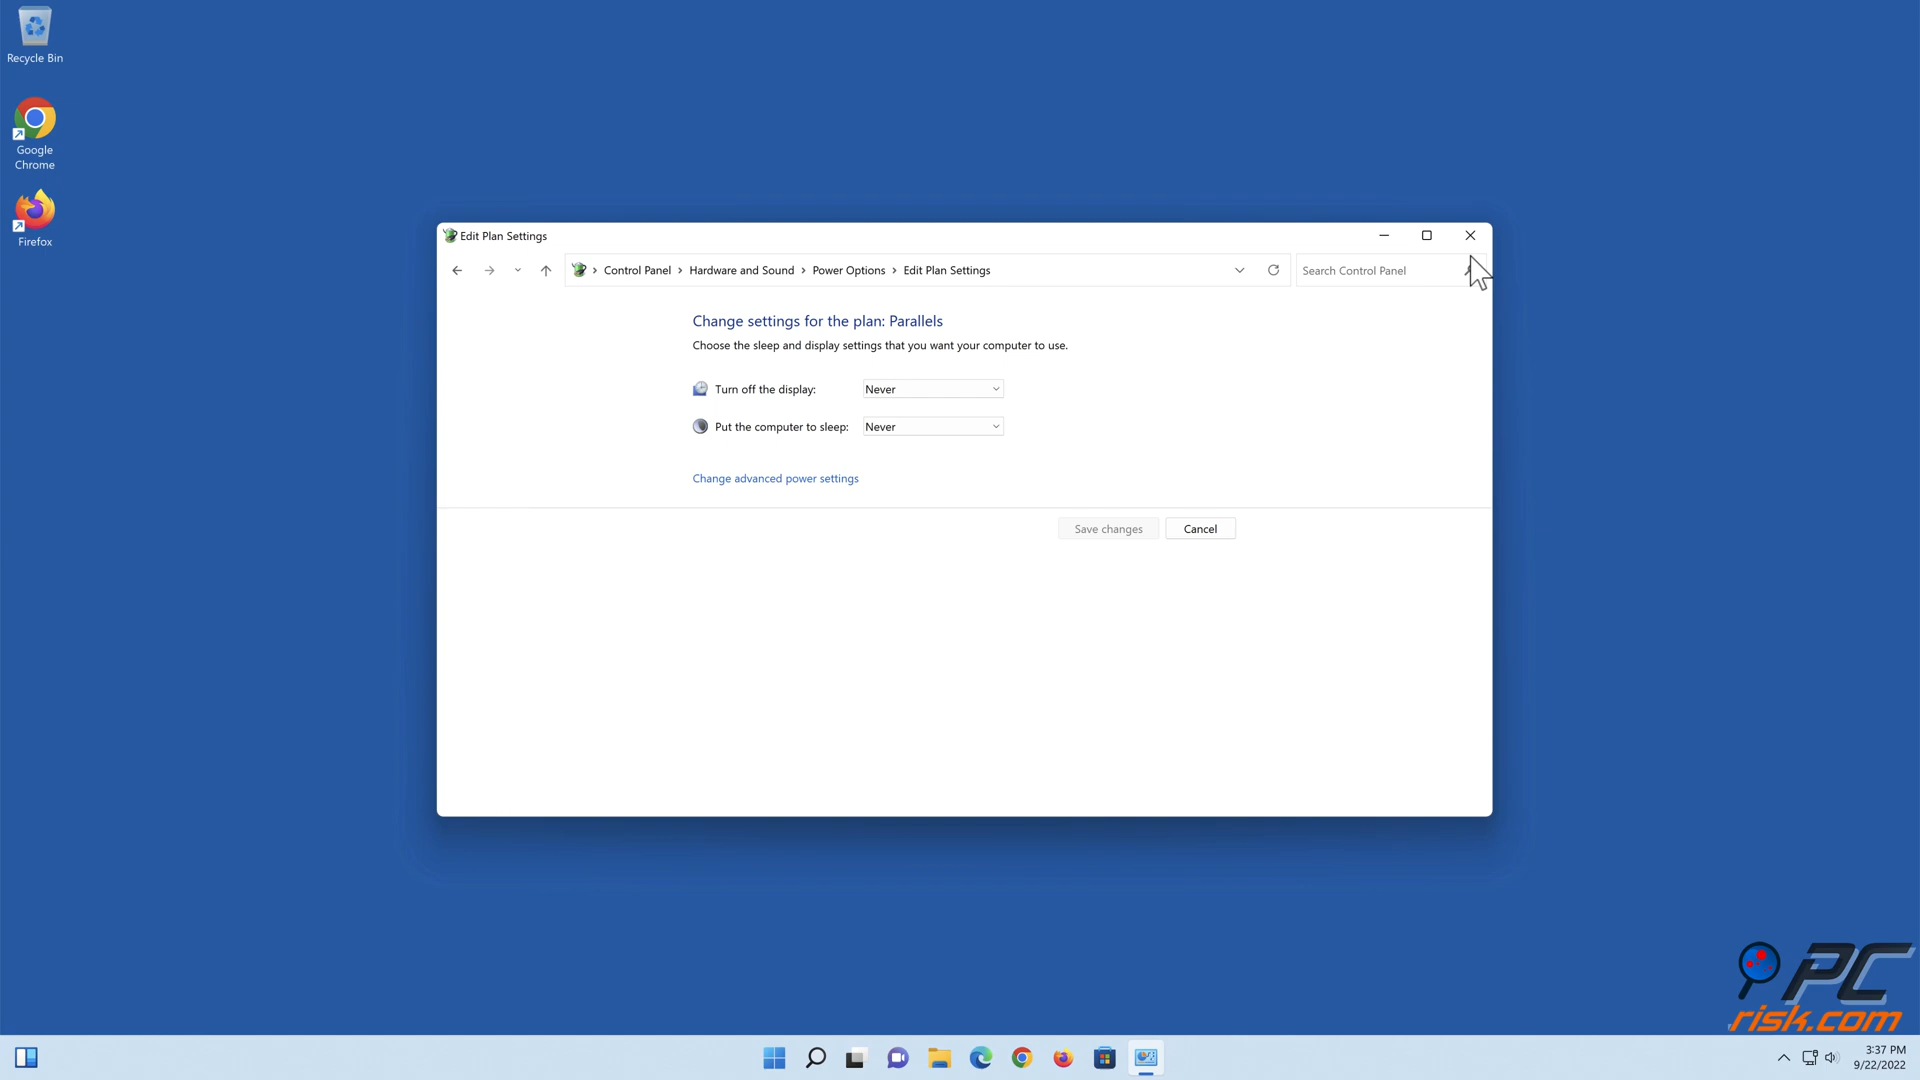 Recycle Bin
Google
Chrome
Firefox
Edit Plan Settings
Control Panel
Hardware and Sound
Power Options
Edit Plan Settings
Search Control Panel
Change settings for the plan: Parallels
Choose the sleep and display settings that you want your computer to use.
Turn off the display:
Never
Put the computer to sleep:
Never
Change advanced power settings
Save changes
Cancel
PC
risk.com
3:37 PM
9/22/2022